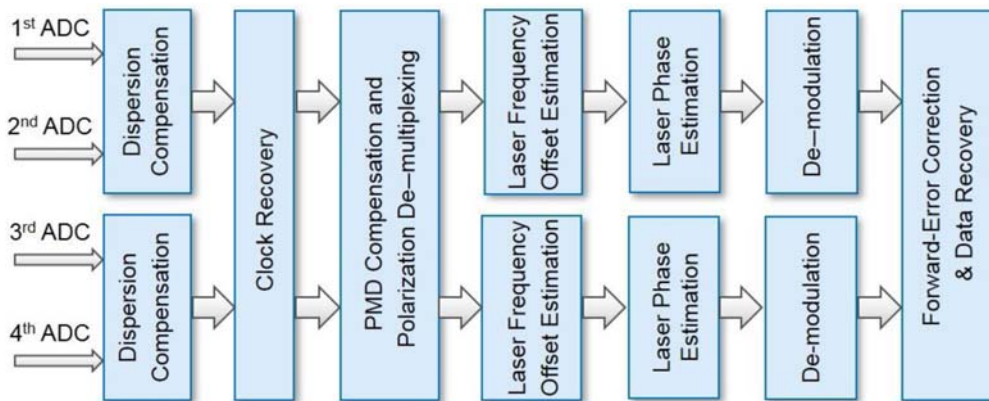 1st ADC
2nd ADC
3rd ADC
4th ADC
Dispersion
Compensation
Dispersion
Compensation
Clock Recovery
PMD Compensation and
Polarization De–multiplexing
Laser Frequency
Offset Estimation
Laser Frequency
Offset Estimation
Laser Phase
Estimation
Laser Phase
Estimation
De–modulation
De-modulation
Forward-Error Correction
& Data Recovery